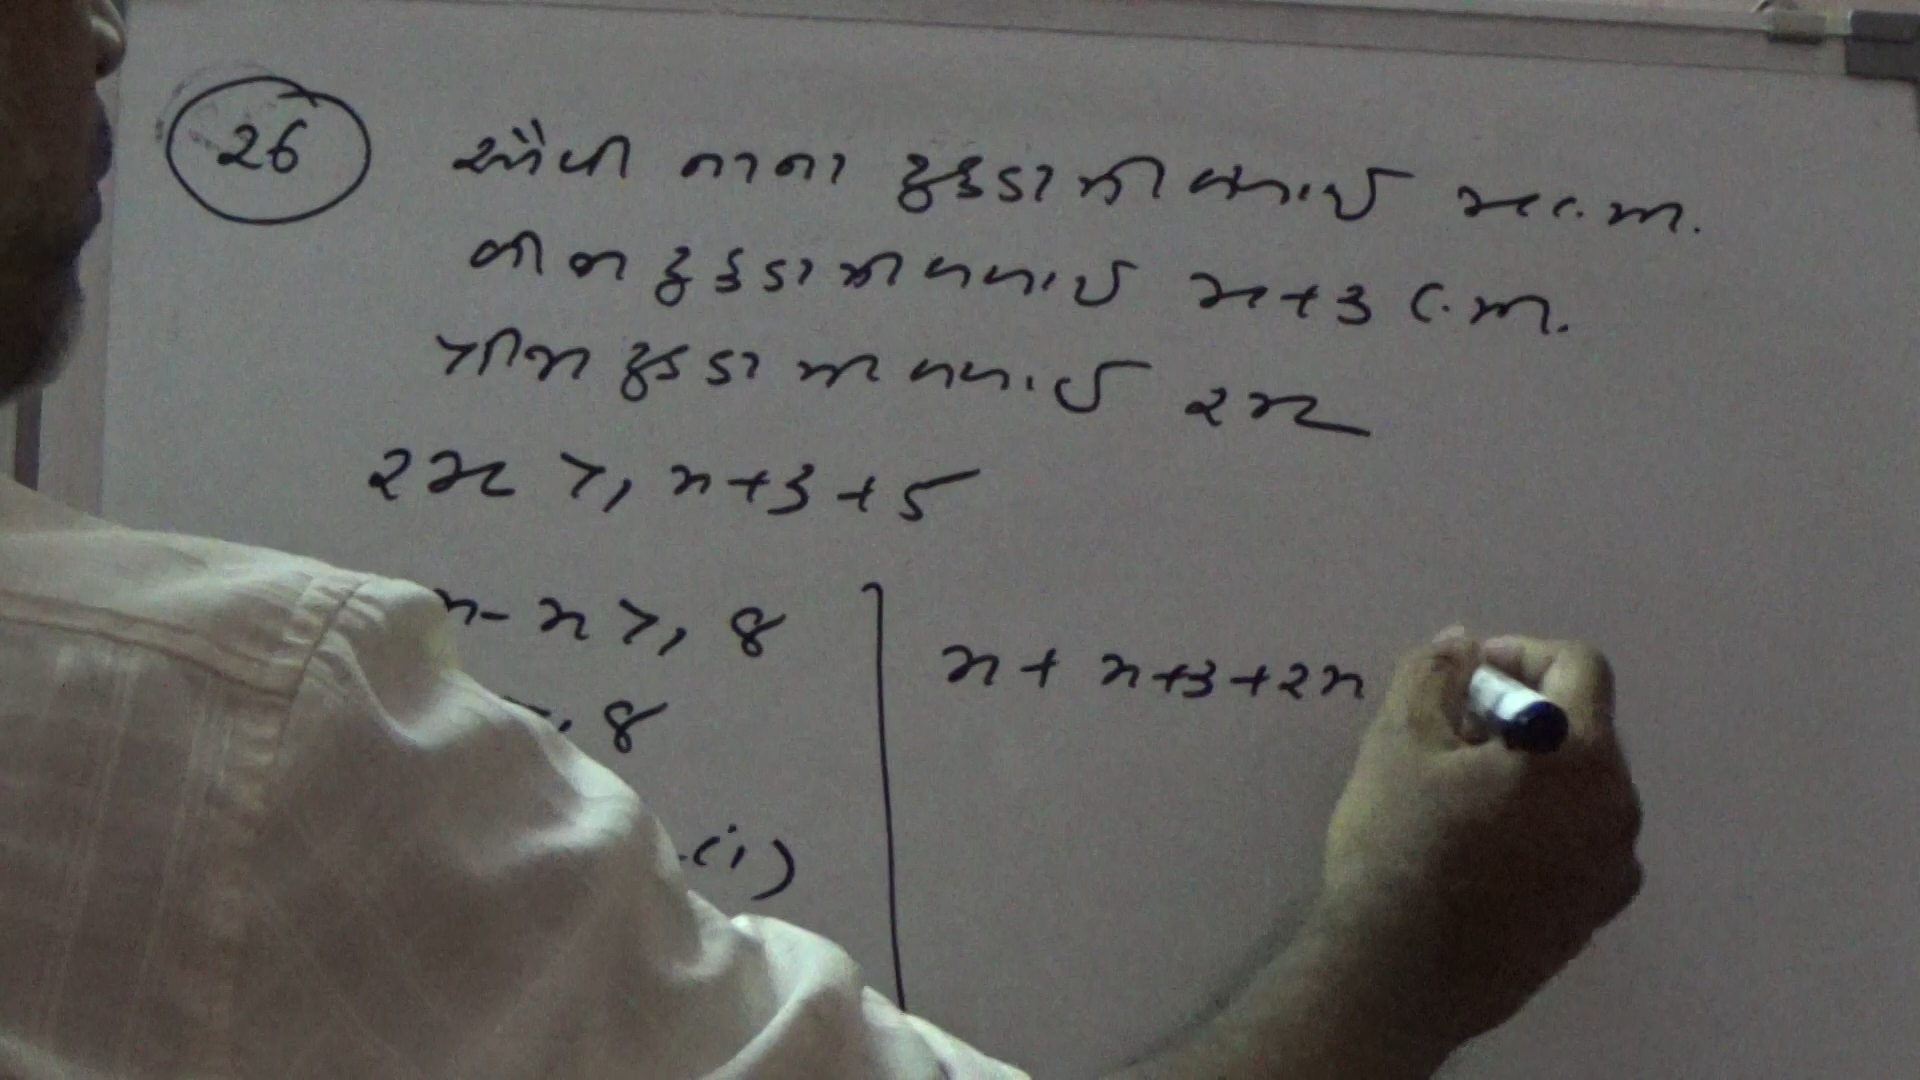 26
સૌથી નાના ટુકડાની લંબાઈ x c.m.
બીજા ટુકડાની લંબાઈ x+3 c.m.
ત્રીજા ટુકડાની લંબાઈ 2x
2x ≥ x+3+5
x - x ≥ 8
8
(i)
x + x+3+2x